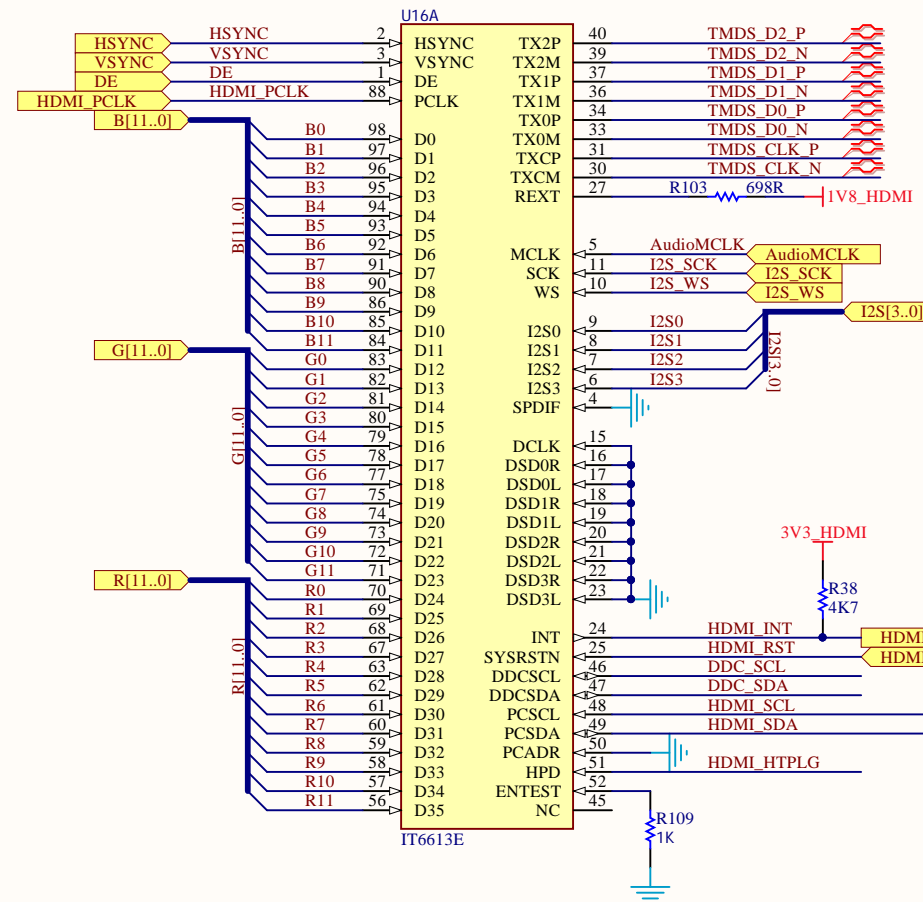 U16A
HSYNC HSYNC 2 HSYNC TX2P 40 TMDS_D2_P
VSYNC VSYNC 3 VSYNC TX2M 39 TMDS_D2_N
DE DE 1 DE TX1P 37 TMDS_D1_P
HDMI_PCLK HDMI_PCLK 88 PCLK TX1M 36 TMDS_D1_N
B[11..0] TX0P 34 TMDS_D0_P
B0 98 D0 TX0M 33 TMDS_D0_N
B1 97 D1 TXCP 31 TMDS_CLK_P
B2 96 D2 TXCM 30 TMDS_CLK_N
B3 95 D3 REXT 27 R103 698R 1V8_HDMI
B4 94 D4
B5 93 D5
B[11..0]
B6 92 D6 MCLK 5 AudioMCLK AudioMCLK
B7 91 D7 SCK 11 I2S_SCK I2S_SCK
B8 90 D8 WS 10 I2S_WS I2S_WS
B9 86 D9 I2S[3..0]
B10 85 D10 I2S0 9 I2S0
B11 84 D11 I2S1 8 I2S1
G[11..0] G0 83 D12 I2S2 7 I2S2
I2S[3..0]
G1 82 D13 I2S3 6 I2S3
G2 81 D14 SPDIF 4
G3 80 D15
G[11..0]
G4 79 D16 DCLK 15
G5 78 D17 DSD0R 16
G6 77 D18 DSD0L 17
G7 75 D19 DSD1R 18
G8 74 D20 DSD1L 19
G9 73 D21 DSD2R 20 3V3_HDMI
G10 72 D22 DSD2L 21
G11 71 D23 DSD3R 22
R[11..0] R0 70 D24 DSD3L 23 R38
4K7
R1 69 D25
R2 68 D26 INT 24 HDMI_INT
R3 67 D27 SYSRSTN 25 HDMI_RST
R[11..0]
R4 63 D28 DDCSCL 46 DDC_SCL
R5 62 D29 DDCSDA 47 DDC_SDA
R6 61 D30 PCSCL 48 HDMI_SCL
R7 60 D31 PCSDA 49 HDMI_SDA
R8 59 D32 PCADR 50
R9 58 D33 HPD 51 HDMI_HTPLG
R10 57 D34 ENTEST 52
R11 56 D35 NC 45
R109
1K
IT6613E